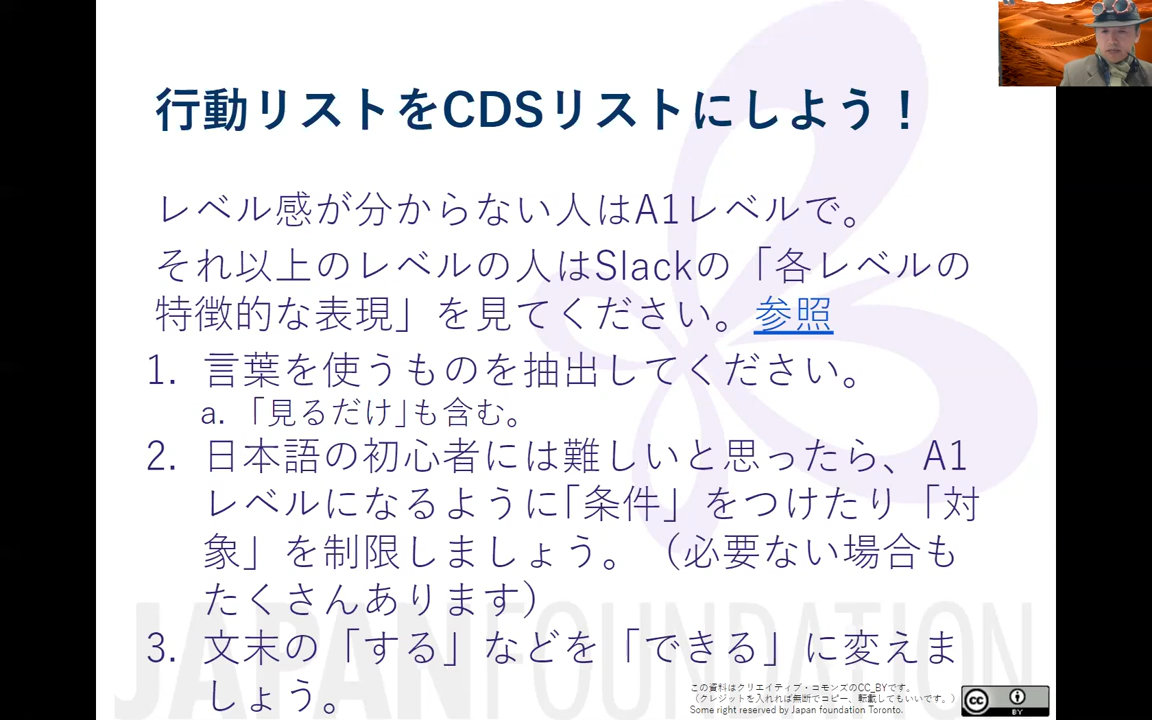 行動リストをCDSリストにしよう！
レベル感が分からない人はA1レベルで。
それ以上のレベルの人はSlackの「各レベルの
特徴的な表現」を見てください。参照
1. 言葉を使うものを抽出してください。
a.「見るだけ」も含む。
2. 日本語の初心者には難しいと思ったら、A1
レベルになるように「条件」をつけたり「対
象」を制限しましょう。（必要ない場合も
たくさんあります）
3. 文末の「する」などを「できる」に変えま
しょう。
JAPAN FOUNDATION
この資料はクリエイティブ・コモンズのCC_BYです。
（クレジットを入れれば無断でコピー、転載してもいいです。）
Some right reserved by Japan foundation Toronto.
cc
BY